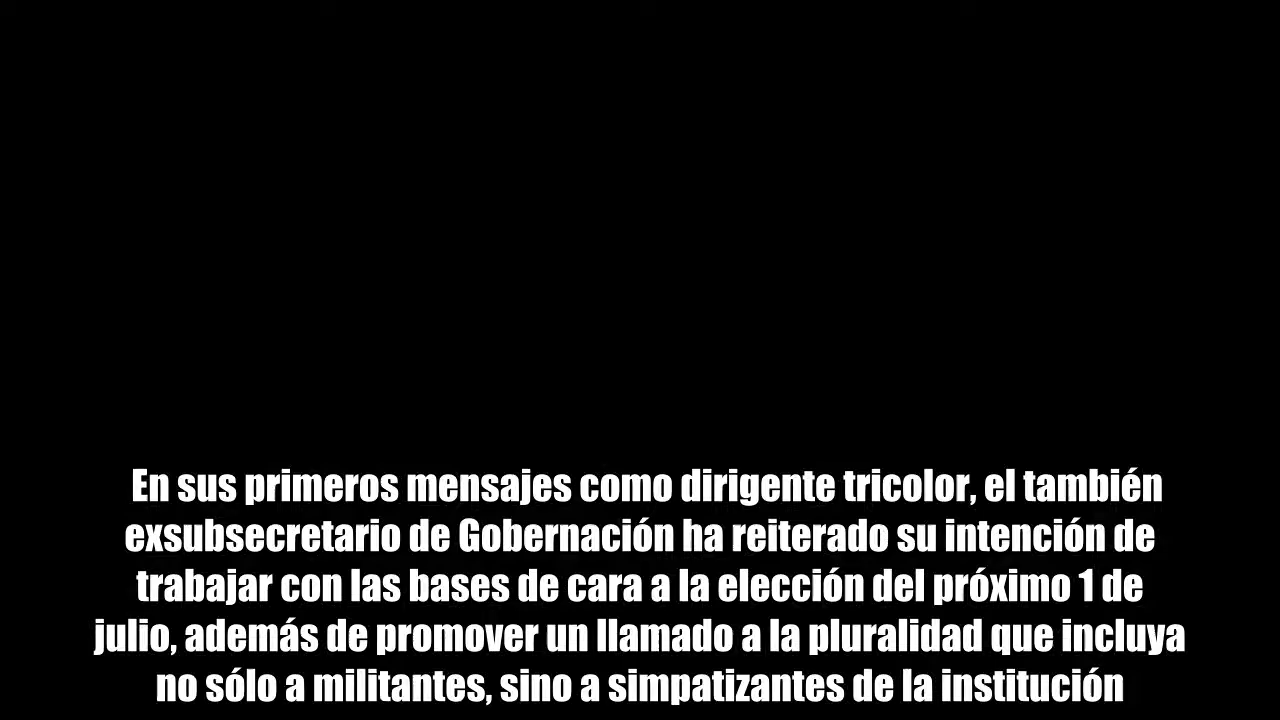 En sus primeros mensajes como dirigente tricolor, el también
exsubsecretario de Gobernación ha reiterado su intención de
trabajar con las bases de cara a la elección del próximo 1 de
julio, además de promover un llamado a la pluralidad que incluya
no sólo a militantes, sino a simpatizantes de la institución